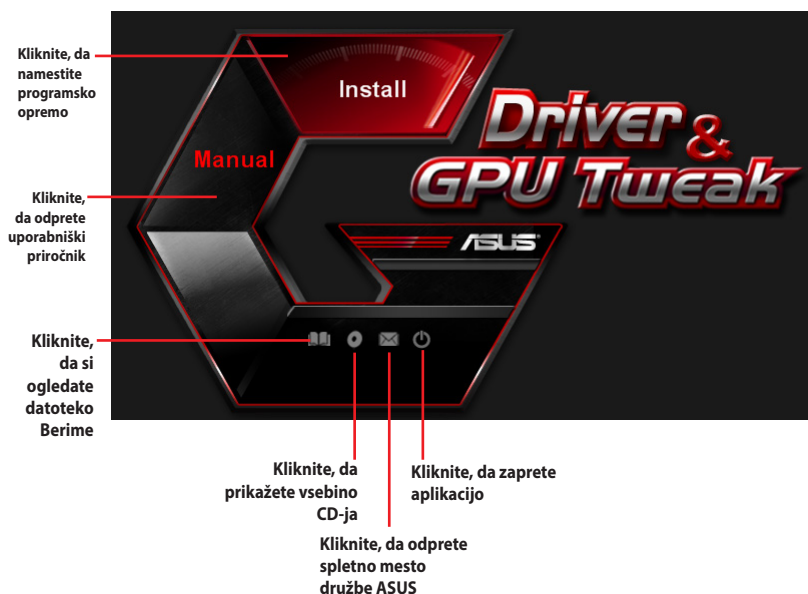 Kliknite, da
namestite
programsko
opremo
Install
Driver &
GPU Tweak
Manual
Kliknite,
da odprete
uporabniški
priročnik
ASUS
Kliknite,
da si
ogledate
datoteko
Berime
Kliknite, da
prikažete vsebino
CD-ja
Kliknite, da zaprete
aplikacijo
Kliknite, da odprete
spletno mesto
družbe ASUS